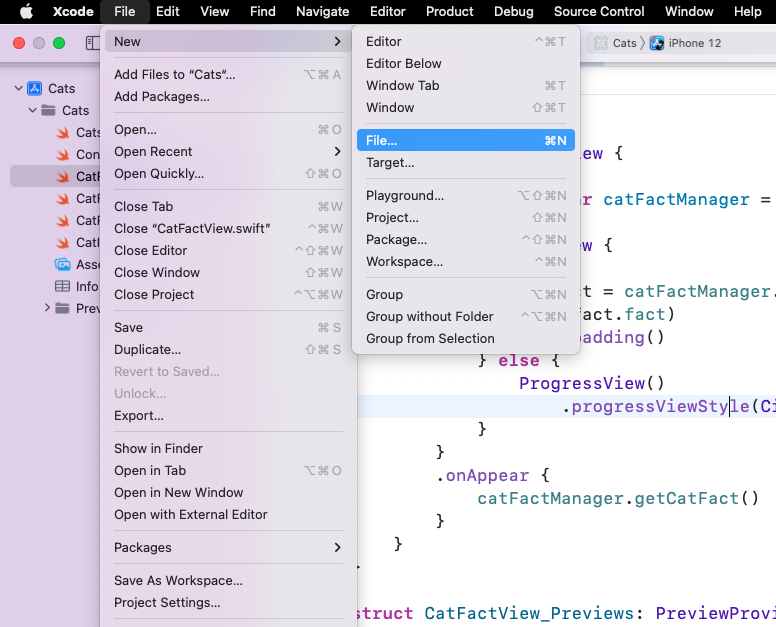 Xcode File Edit View Find Navigate Editor Product Debug Source Control Window Help
Cats 〉 iPhone 12
New
Add Files to “Cats”... ⌥⌘A
Add Packages...
Open... ⌘O
Open Recent
Open Quickly... ⇧⌘O
Close Tab ⌘W
Close “CatFactView.swift” ^⌘W
Close Editor ^⇧⌘W
Close Window ⇧⌘W
Close Project ^⌥⌘W
Save ⌘S
Duplicate... ⇧⌘S
Revert to Saved...
Unlock...
Export...
Show in Finder
Open in Tab ⌥⌘O
Open in New Window
Open with External Editor
Packages
Save As Workspace...
Project Settings...
Editor ^⌘T
Editor Below
Window Tab ⌘T
Window ⇧⌘T
File... ⌘N
Target...
Playground... ⌥⇧⌘N
Project... ⇧⌘N
Package... ^⇧⌘N
Workspace... ^⌘N
Group ⌥⌘N
Group without Folder ^⌥⌘N
Group from Selection
Cats
Cats
Cats
Con
CatF
CatF
CatF
CatI
Asse
Info
Prev
ew {
r catFactManager =
w {
t = catFactManager.
fact.fact)
padding()
} else {
ProgressView()
.progressViewStyle(Ci
}
}
.onAppear {
catFactManager.getCatFact()
}
}
struct CatFactView_Previews: PreviewProvi